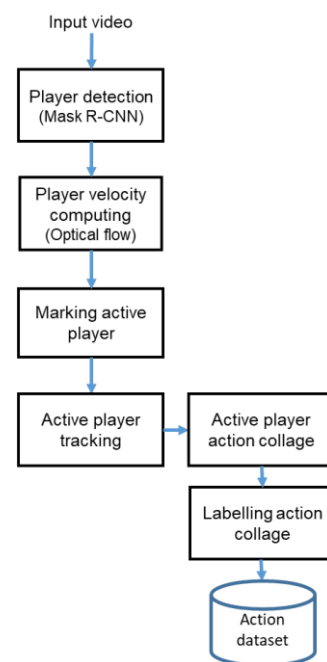 Input video
Player detection
(Mask R-CNN)
Player velocity
computing
(Optical flow)
Marking active
player
Active player
tracking
Active player
action collage
Labelling action
collage
Action
dataset